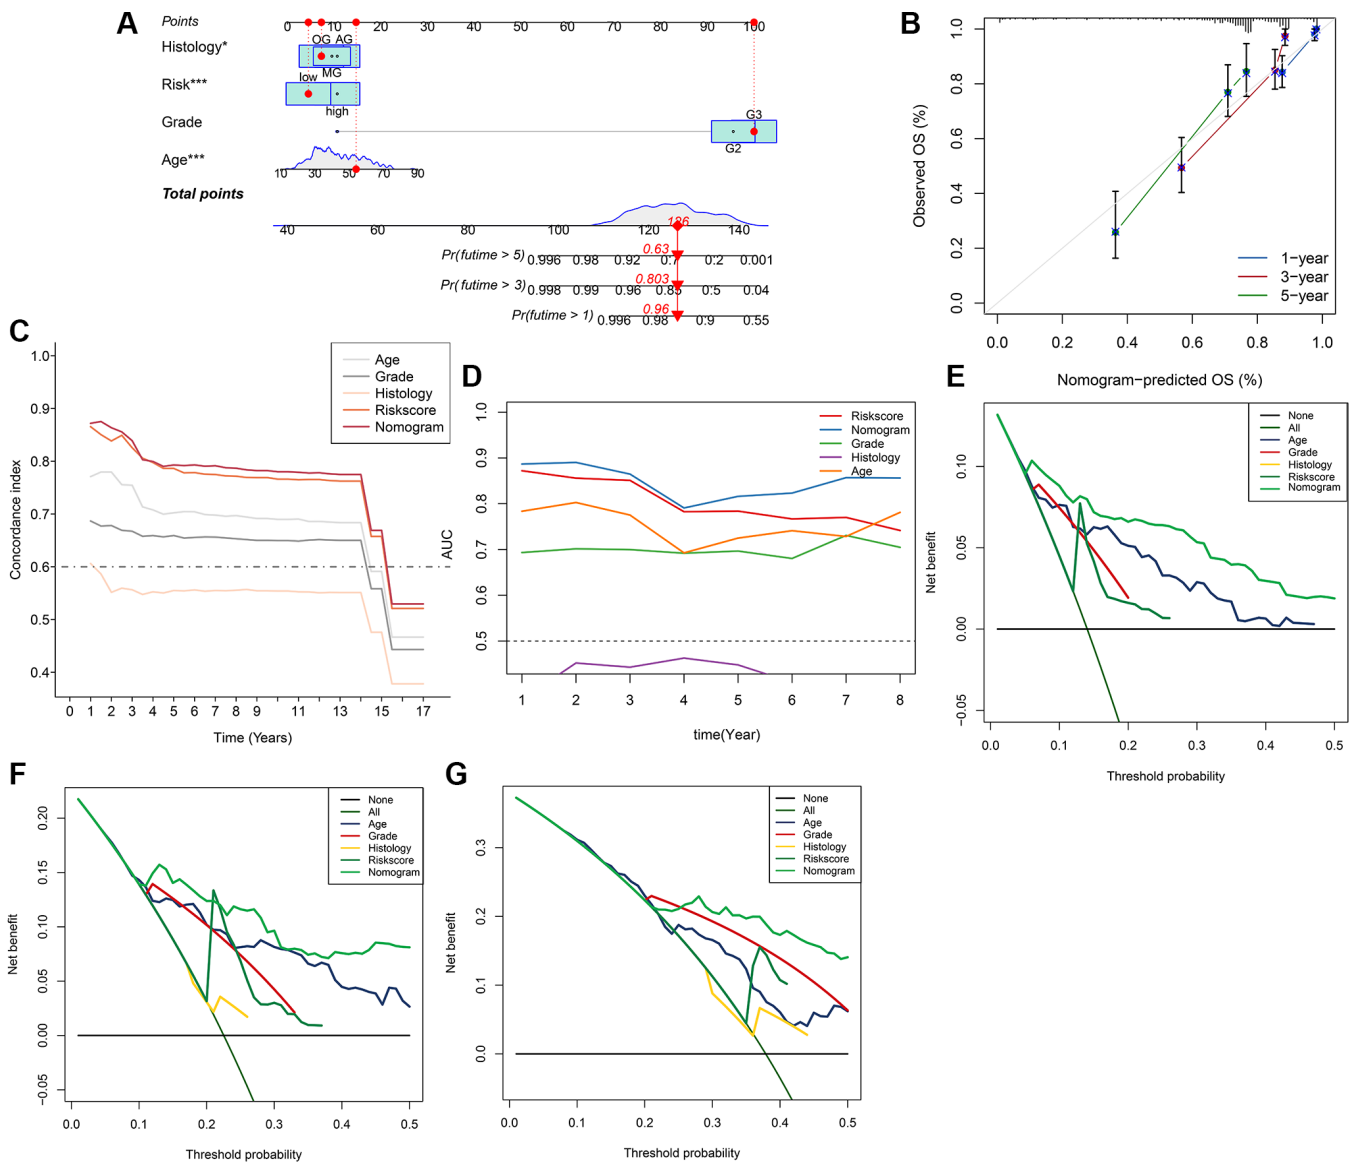 A
Points
0 10 20 30 40 50 60 70 80 90 100
Histology*
OG AG
MG
Risk***
low
high
Grade
G3
G2
Age***
10 30 50 70 90
Total points
126
40 60 80 100 120 140
Pr(futime > 5)
0.63
0.996 0.98 0.92 0.7 0.2 0.001
Pr(futime > 3)
0.803
0.998 0.99 0.96 0.85 0.5 0.04
Pr(futime > 1)
0.96
0.996 0.98 0.9 0.55
B
Observed OS (%)
1.0
0.8
0.6
0.4
0.2
0.0
1-year
3-year
5-year
0.0 0.2 0.4 0.6 0.8 1.0
Nomogram-predicted OS (%)
C
Concordance index
1.0
0.9
0.8
0.7
0.6
0.5
0.4
Age
Grade
Histology
Riskscore
Nomogram
0 1 2 3 4 5 6 7 8 9 11 13 15 17
Time (Years)
D
AUC
1.0
0.9
0.8
0.7
0.6
0.5
Riskscore
Nomogram
Grade
Histology
Age
1 2 3 4 5 6 7 8
time(Year)
E
Net benefit
0.10
0.05
0.00
-0.05
None
All
Age
Grade
Histology
Riskscore
Nomogram
0.0 0.1 0.2 0.3 0.4 0.5
Threshold probability
F
Net benefit
0.20
0.15
0.10
0.05
0.00
-0.05
None
All
Age
Grade
Histology
Riskscore
Nomogram
0.0 0.1 0.2 0.3 0.4 0.5
Threshold probability
G
Net benefit
0.3
0.2
0.1
0.0
None
All
Age
Grade
Histology
Riskscore
Nomogram
0.0 0.1 0.2 0.3 0.4 0.5
Threshold probability